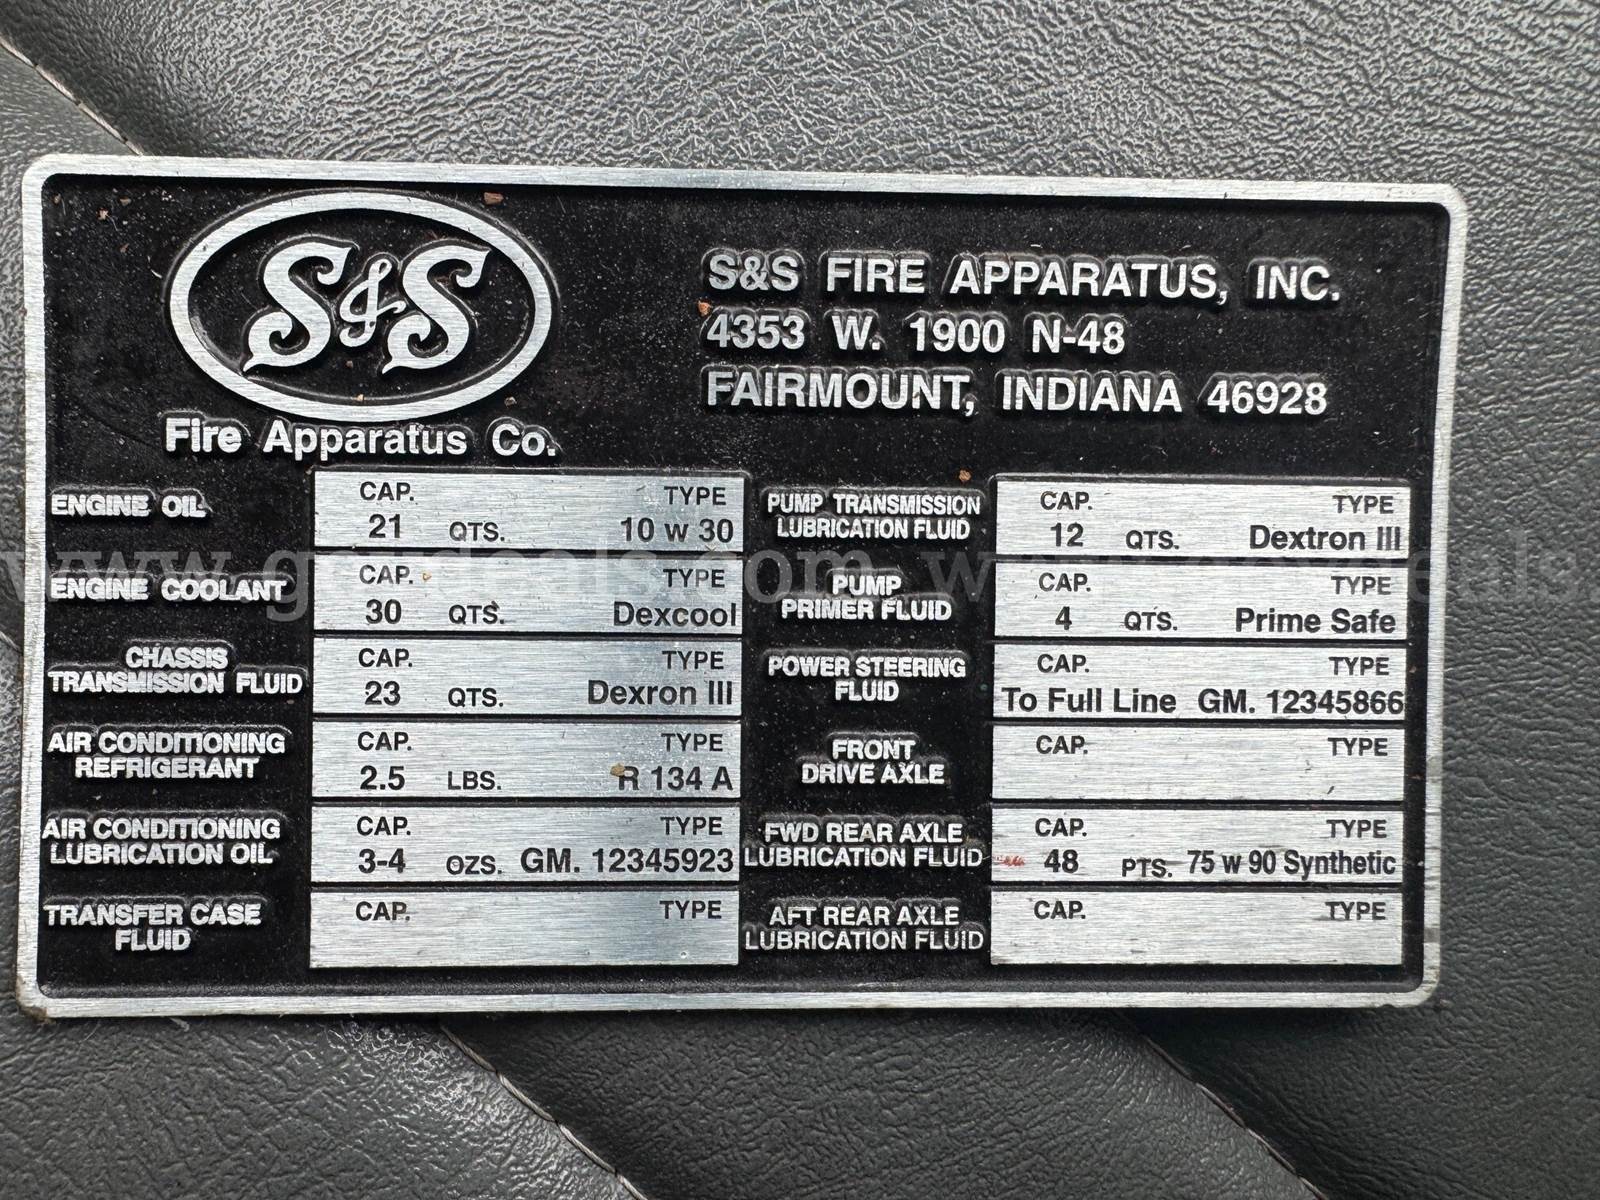 S&S
Fire Apparatus Co.
S&S FIRE APPARATUS, INC.
4353 W. 1900 N-48
FAIRMOUNT, INDIANA 46928
ENGINE OIL
CAP. TYPE
21 QTS. 10 w 30
ENGINE COOLANT
CAP. TYPE
30 QTS. Dexcool
CHASSIS
TRANSMISSION FLUID
CAP. TYPE
23 QTS. Dexron III
AIR CONDITIONING
REFRIGERANT
CAP. TYPE
2.5 LBS. R 134 A
AIR CONDITIONING
LUBRICATION OIL
CAP. TYPE
3-4 OZS. GM. 12345923
TRANSFER CASE
FLUID
CAP. TYPE
PUMP TRANSMISSION
LUBRICATION FLUID
CAP. TYPE
12 QTS. Dextron III
PUMP
PRIMER FLUID
CAP. TYPE
4 QTS. Prime Safe
POWER STEERING
FLUID
CAP. TYPE
To Full Line GM. 12345866
FRONT
DRIVE AXLE
CAP. TYPE
FWD REAR AXLE
LUBRICATION FLUID
CAP. TYPE
48 PTS. 75 w 90 Synthetic
AFT REAR AXLE
LUBRICATION FLUID
CAP. TYPE